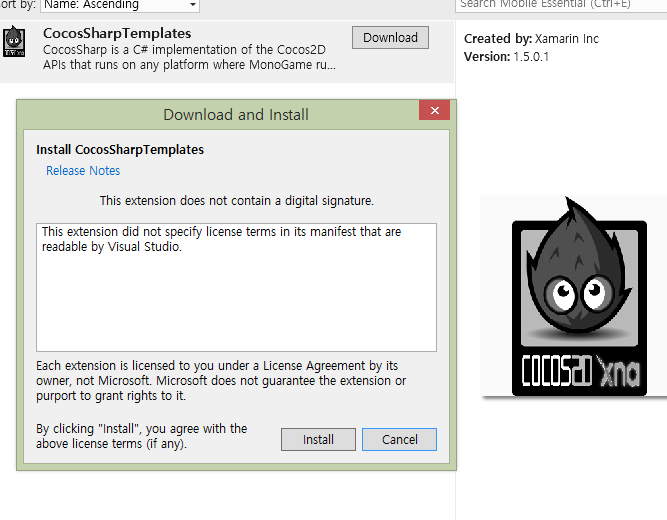 sort by: Name: Ascending
Search Mobile Essential (Ctrl+E)
CocosSharpTemplates
CocosSharp is a C# implementation of the Cocos2D
APIs that runs on any platform where MonoGame ru...
Download
Created by: Xamarin Inc
Version: 1.5.0.1
Download and Install
Install CocosSharpTemplates
Release Notes
This extension does not contain a digital signature.
This extension did not specify license terms in its manifest that are
readable by Visual Studio.
Each extension is licensed to you under a License Agreement by its
owner, not Microsoft. Microsoft does not guarantee the extension or
purport to grant rights to it.
By clicking "Install", you agree with the
above license terms (if any).
Install
Cancel
COCOS2D xna